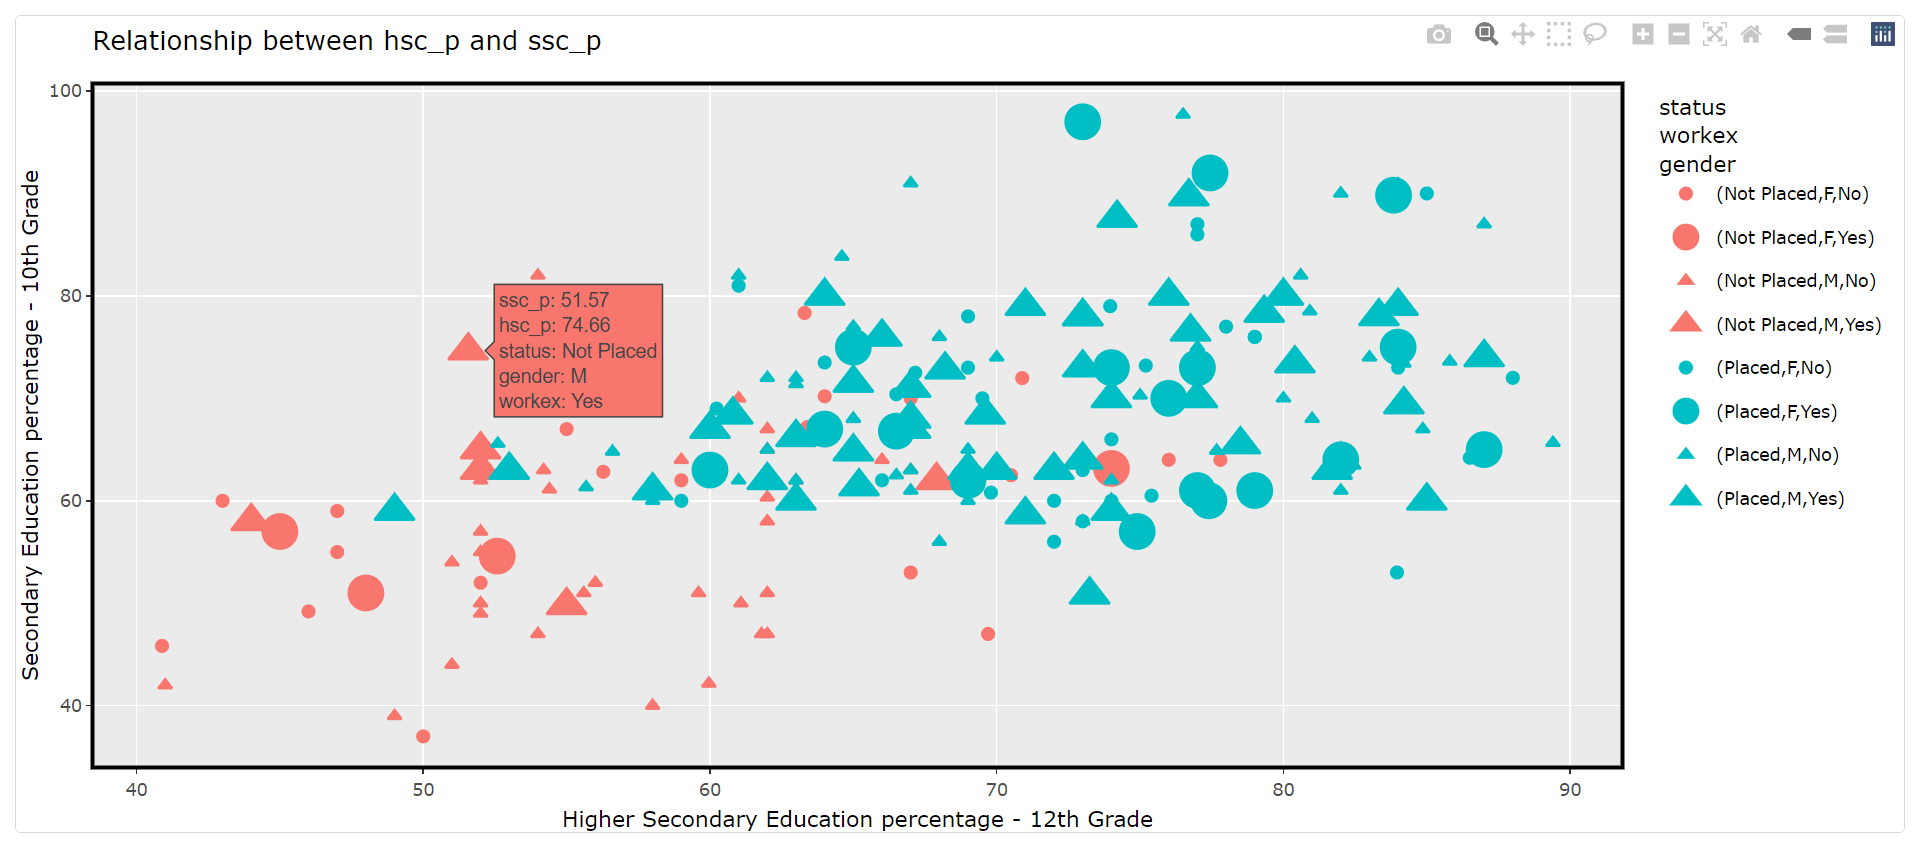 Relationship between hsc_p and ssc_p
100
80
60
40
40
50
60
70
80
90
Secondary Education percentage - 10th Grade
Higher Secondary Education percentage - 12th Grade
ssc_p: 51.57
hsc_p: 74.66
status: Not Placed
gender: M
workex: Yes
status
workex
gender
(Not Placed,F,No)
(Not Placed,F,Yes)
(Not Placed,M,No)
(Not Placed,M,Yes)
(Placed,F,No)
(Placed,F,Yes)
(Placed,M,No)
(Placed,M,Yes)